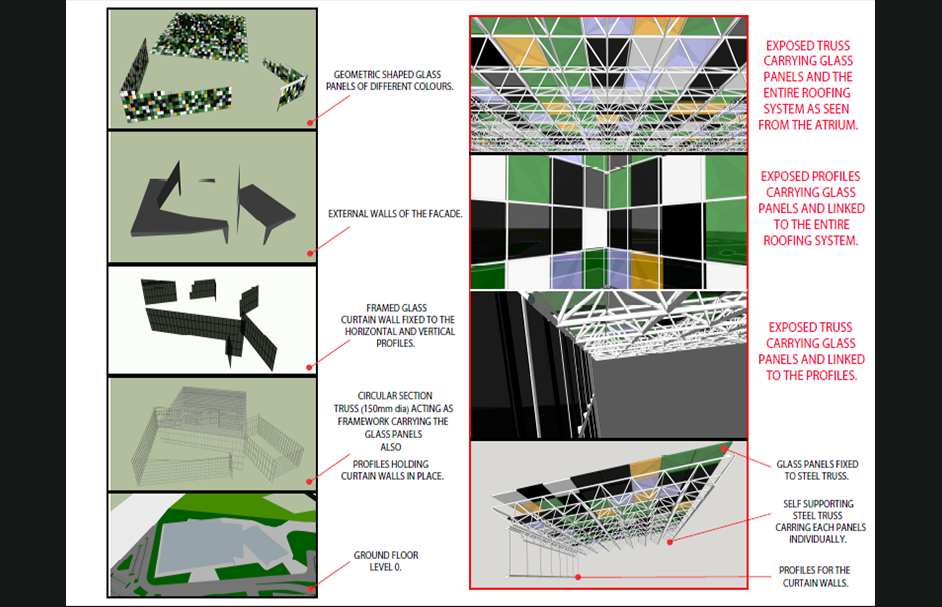 GEOMETRIC SHAPED GLASS
PANELS OF DIFFERENT COLOURS.
EXTERNAL WALLS OF THE FACADE.
FRAMED GLASS
CURTAIN WALL FIXED TO THE
HORIZONTAL AND VERTICAL
PROFILES.
CIRCULAR SECTION
TRUSS (150mm dia) ACTING AS
FRAMEWORK CARRYING THE
GLASS PANELS
ALSO
PROFILES HOLDING
CURTAIN WALLS IN PLACE.
GROUND FLOOR
LEVEL 0.
EXPOSED TRUSS
CARRYING GLASS
PANELS AND THE
ENTIRE ROOFING
SYSTEM AS SEEN
FROM THE ATRIUM.
EXPOSED PROFILES
CARRYING GLASS
PANELS AND LINKED
TO THE ENTIRE
ROOFING SYSTEM.
EXPOSED TRUSS
CARRYING GLASS
PANELS AND LINKED
TO THE PROFILES.
GLASS PANELS FIXED
TO STEEL TRUSS.
SELF SUPPORTING
STEEL TRUSS
CARRING EACH PANELS
INDIVIDUALLY.
PROFILES FOR THE
CURTAIN WALLS.